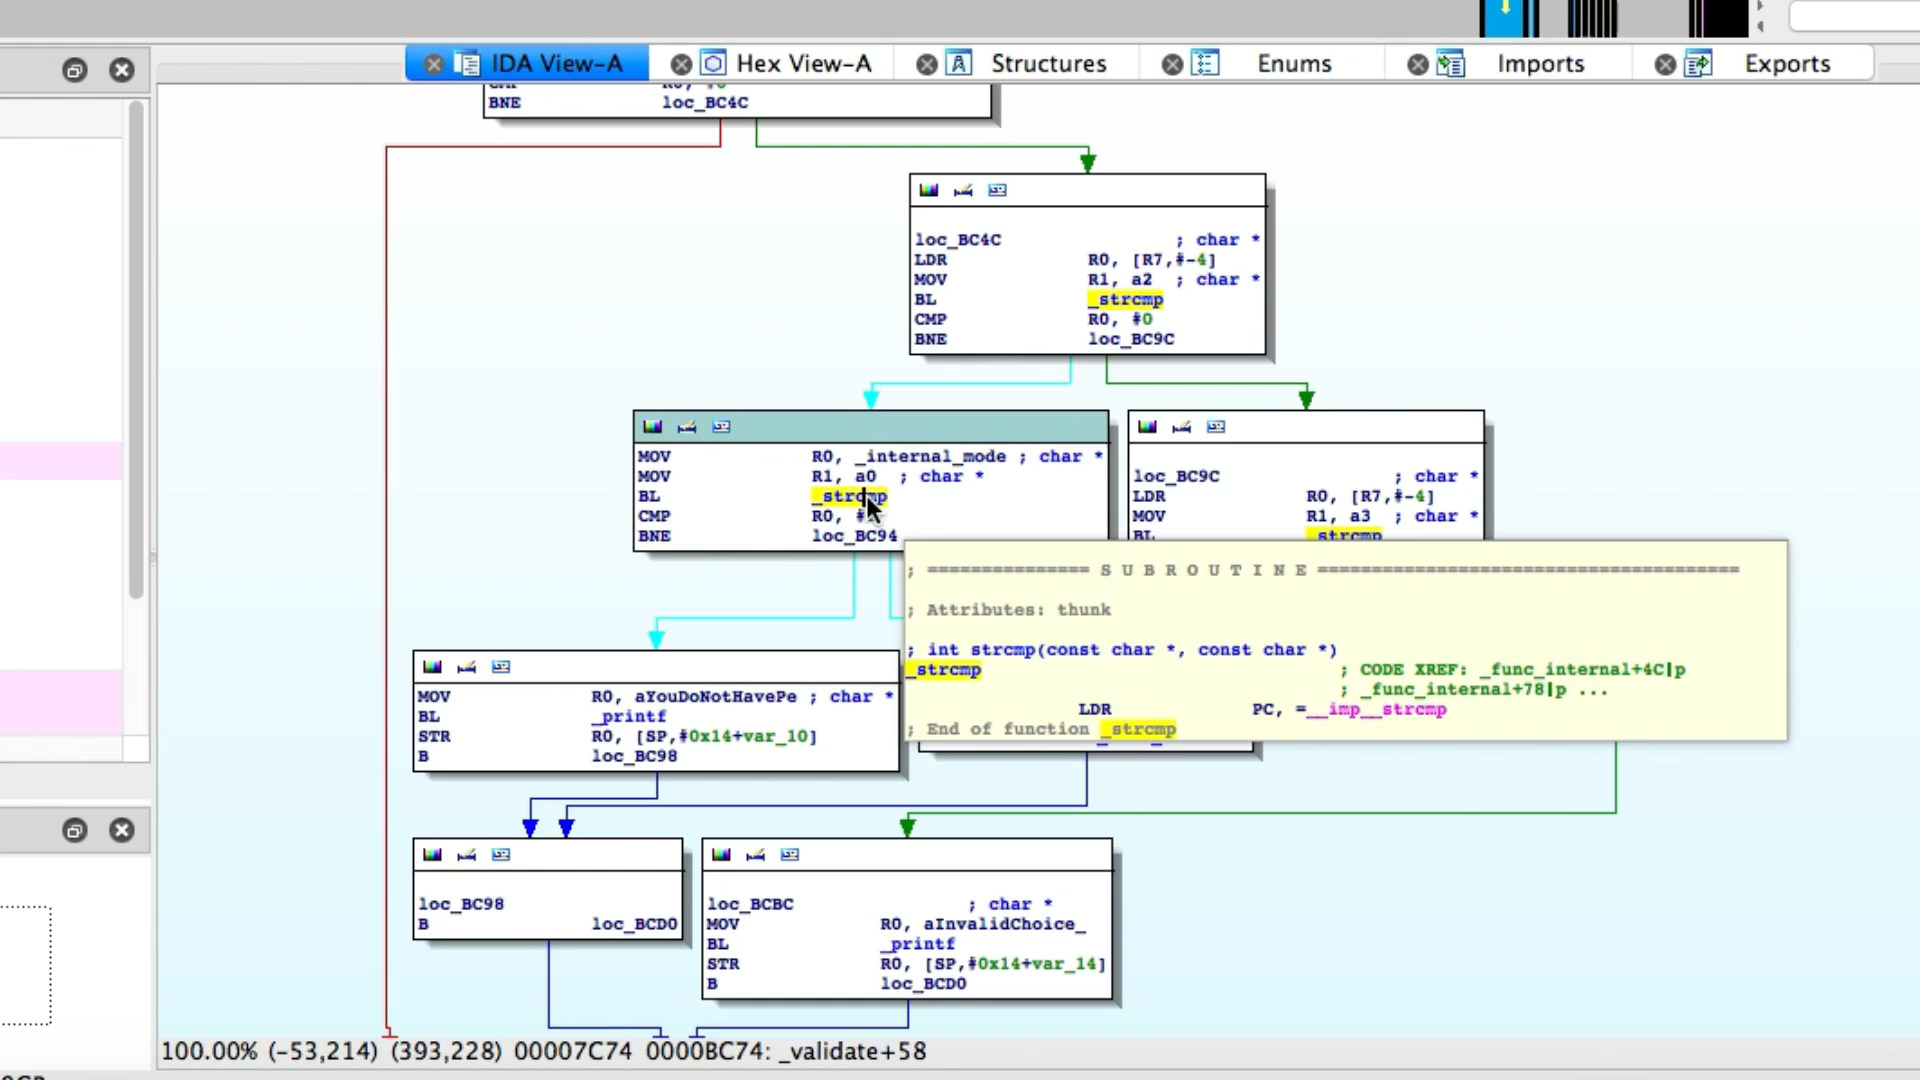 IDA View-A
Hex View-A
Structures
Enums
Imports
Exports
BNE loc_BC4C
loc_BC4C ; char *
LDR R0, [R7,#-4]
MOV R1, a2 ; char *
BL _strcmp
CMP R0, #0
BNE loc_BC9C
MOV R0, _internal_mode ; char *
MOV R1, a0 ; char *
BL _strcmp
CMP R0, #
BNE loc_BC94
loc_BC9C ; char *
LDR R0, [R7,#-4]
MOV R1, a3 ; char *
BL _strcmp
; =============== S U B R O U T I N E =======================================
; Attributes: thunk
; int strcmp(const char *, const char *)
_strcmp ; CODE XREF: _func_internal+4C|p
; _func_internal+78|p ...
LDR PC, =__imp__strcmp
; End of function _strcmp
MOV R0, aYouDoNotHavePe ; char *
BL _printf
STR R0, [SP,#0x14+var_10]
B loc_BC98
loc_BC98
B loc_BCD0
loc_BCBC ; char *
MOV R0, aInvalidChoice_
BL _printf
STR R0, [SP,#0x14+var_14]
B loc_BCD0
100.00% (-53,214) (393,228) 00007C74 0000BC74: _validate+58